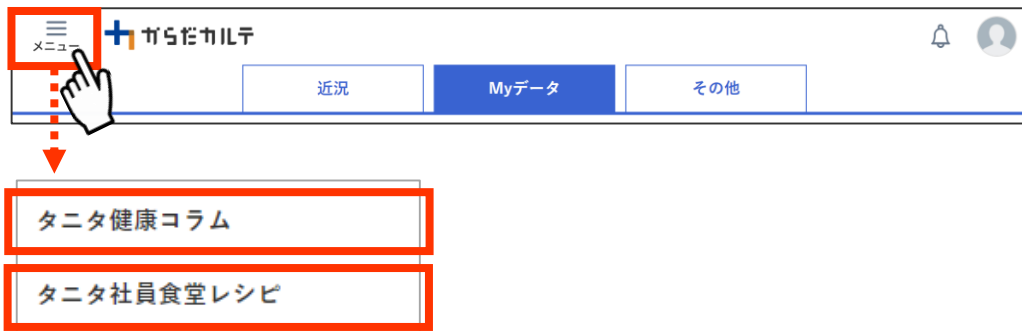 メニュー
からだカルテ
近況
Myデータ
その他
タニタ健康コラム
タニタ社員食堂レシピ